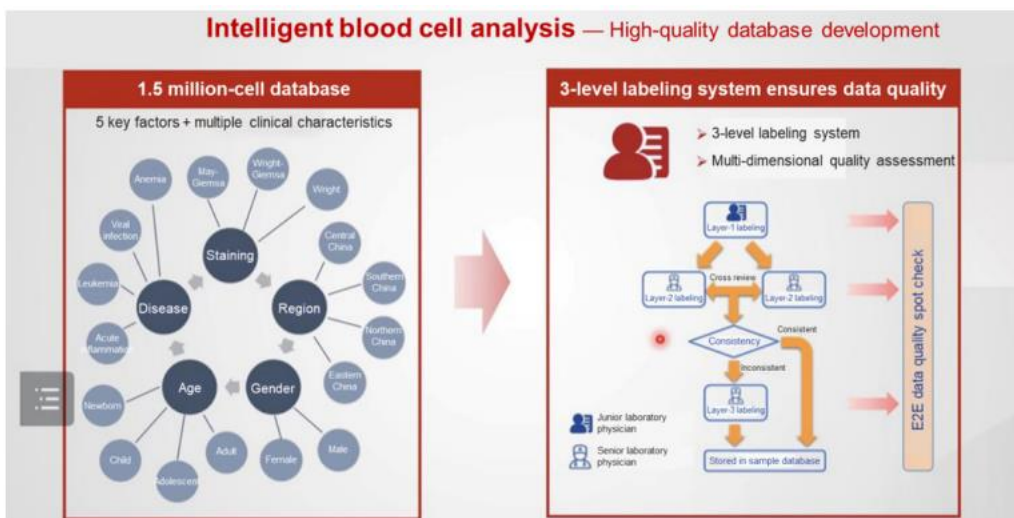 Intelligent blood cell analysis — High-quality database development
1.5 million-cell database
5 key factors + multiple clinical characteristics
Anemia
May-
Giemsa
Wright-
Giemsa
Wright
Viral
infection
Staining
Central
China
Leukemia
Southern
China
Disease
Region
Acute
inflammation
Northern
China
Age
Gender
Eastern
China
Newborn
Child
Adolescent
Adult
Female
Male
3-level labeling system ensures data quality
➢ 3-level labeling system
➢ Multi-dimensional quality assessment
Layer-1 labeling
Cross review
Layer-2 labeling
Layer-2 labeling
Consistency
Consistent
Inconsistent
Layer-3 labeling
Stored in sample database
Junior laboratory
physician
Senior laboratory
physician
E2E data quality spot check